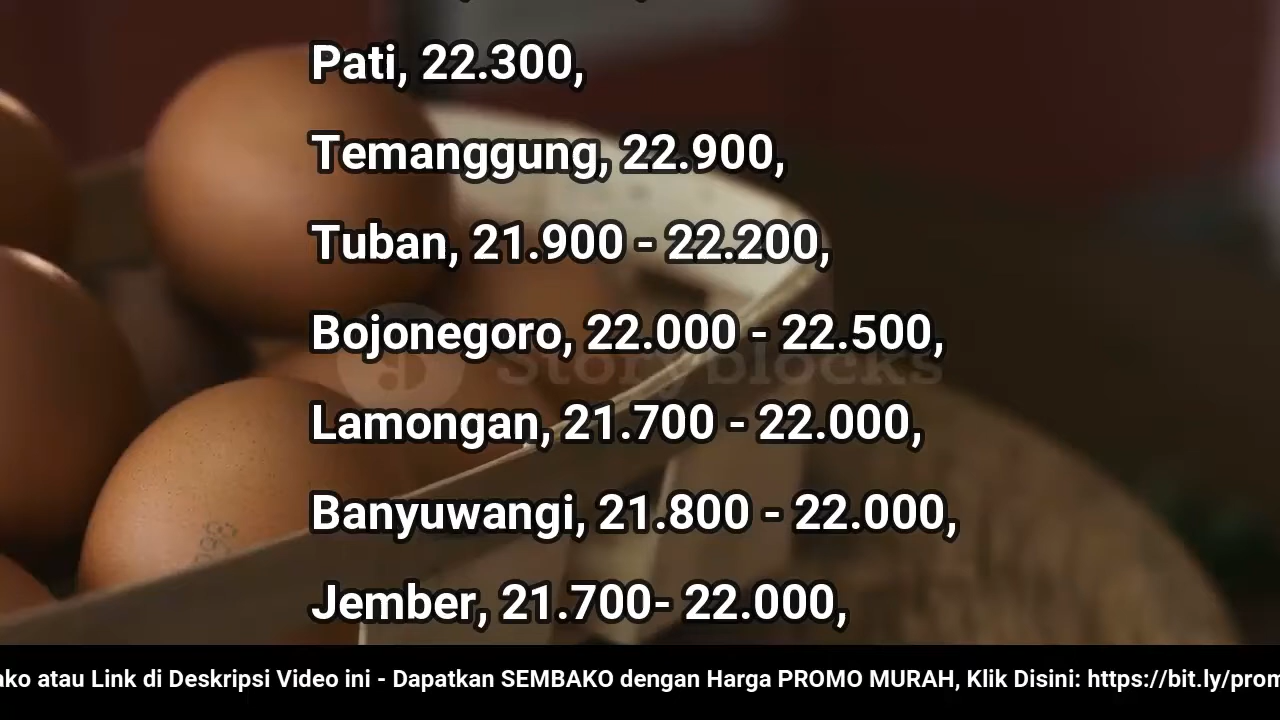 Pati, 22.300,
Temanggung, 22.900,
Tuban, 21.900 - 22.200,
Bojonegoro, 22.000 - 22.500,
Storyblocks
Lamongan, 21.700 - 22.000,
Banyuwangi, 21.800 - 22.000,
Jember, 21.700- 22.000,
atau Link di Deskripsi Video ini - Dapatkan SEMBAKO dengan Harga PROMO MURAH, Klik Disini: https://bit.ly/prom